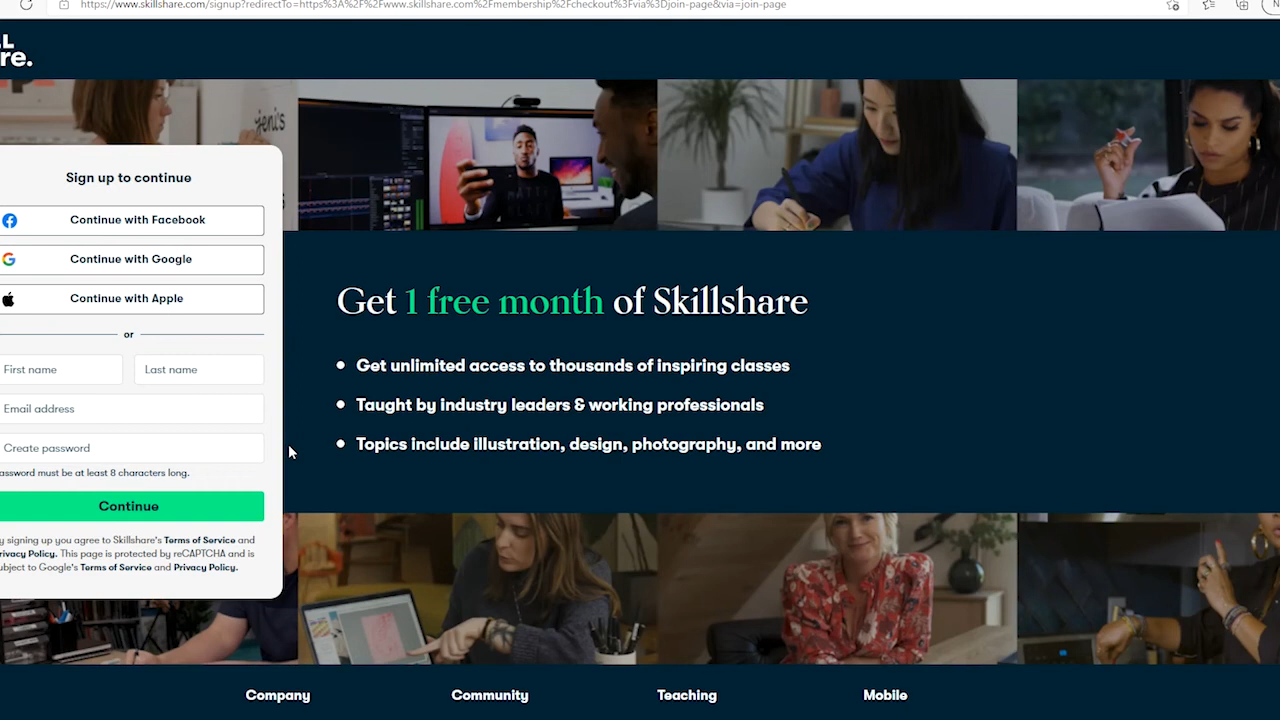 https://www.skillshare.com/signup?redirectTo=https%3A%2F%2Fwww.skillshare.com%2Fmembership%2Fcheckout%3Fvia%3Djoin-page&via=join-page
LL
re.
jeni's
MATTE
Sign up to continue
Continue with Facebook
Continue with Google
Continue with Apple
or
First name
Last name
Email address
Create password
assword must be at least 8 characters long.
Continue
y signing up you agree to Skillshare's Terms of Service and
rivacy Policy. This page is protected by reCAPTCHA and is
ubject to Google's Terms of Service and Privacy Policy.
Get 1 free month of Skillshare
Get unlimited access to thousands of inspiring classes
Taught by industry leaders & working professionals
Topics include illustration, design, photography, and more
Company
Community
Teaching
Mobile